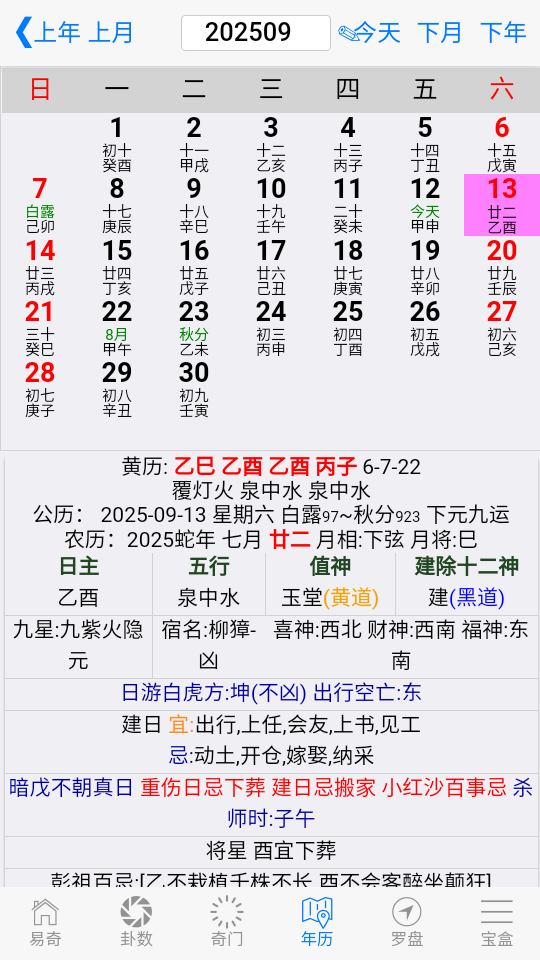 上年 上月 202509 今天 下月 下年
日 一 二 三 四 五 六
1 2 3 4 5 6
初十 十一 十二 十三 十四 十五
癸酉 甲戌 乙亥 丙子 丁丑 戊寅
7 8 9 10 11 12 13
白露 十七 十八 十九 二十 今天 廿二
己卯 庚辰 辛巳 壬午 癸未 甲申 乙酉
14 15 16 17 18 19 20
廿三 廿四 廿五 廿六 廿七 廿八 廿九
丙戌 丁亥 戊子 己丑 庚寅 辛卯 壬辰
21 22 23 24 25 26 27
三十 8月 秋分 初三 初四 初五 初六
癸巳 甲午 乙未 丙申 丁酉 戊戌 己亥
28 29 30
初七 初八 初九
庚子 辛丑 壬寅
黄历: 乙巳 乙酉 乙酉 丙子 6-7-22
覆灯火 泉中水 泉中水
公历： 2025-09-13 星期六 白露97~秋分923 下元九运
农历：2025蛇年 七月 廿二 月相:下弦 月将:巳
日主 五行 值神 建除十二神
乙酉 泉中水 玉堂(黄道) 建(黑道)
九星:九紫火隐 宿名:柳獐- 喜神:西北 财神:西南 福神:东
元 凶 南
日游白虎方:坤(不凶) 出行空亡:东
建日 宜:出行,上任,会友,上书,见工
忌:动土,开仓,嫁娶,纳采
暗戊不朝真日 重伤日忌下葬 建日忌搬家 小红沙百事忌 杀
师时:子午
将星 酉宜下葬
彭祖百忌:[乙不栽植千株不长 酉不会客醉坐颠狂]
易奇 卦数 奇门 年历 罗盘 宝盒